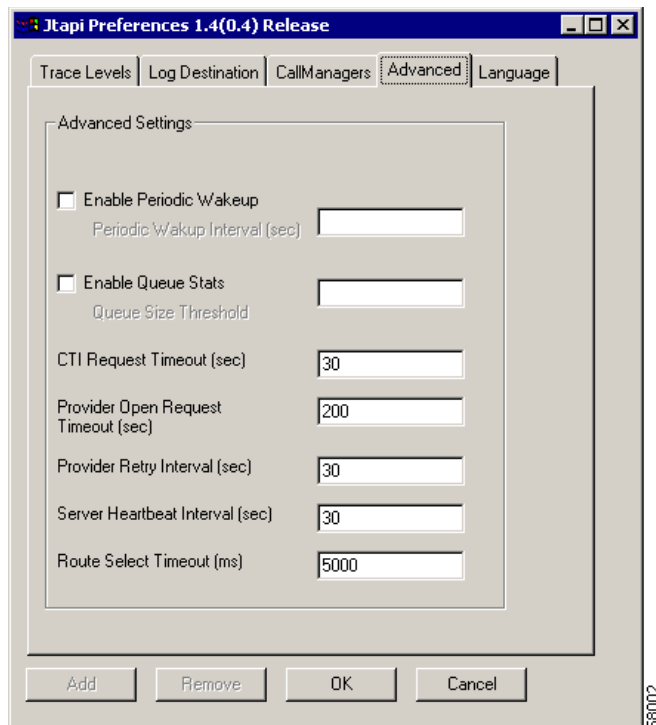 Jtapi Preferences 1.4(0.4) Release
Trace Levels
Log Destination
CallManagers
Advanced
Language
Advanced Settings
Enable Periodic Wakeup
Periodic Wakup Interval (sec)
Enable Queue Stats
Queue Size Threshold
CTI Request Timeout (sec)
30
Provider Open Request
Timeout (sec)
200
Provider Retry Interval (sec)
30
Server Heartbeat Interval (sec)
30
Route Select Timeout (ms)
5000
Add
Remove
OK
Cancel
58002